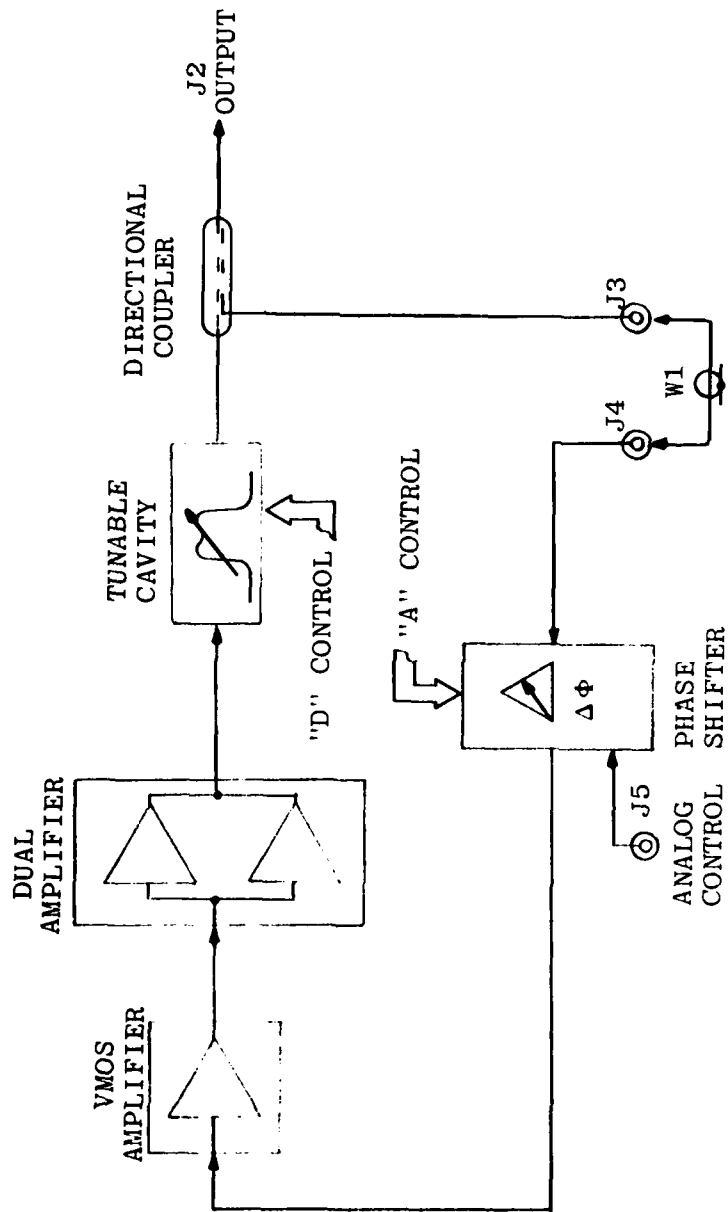 VMOS
AMPLIFIER
DUAL
AMPLIFIER
TUNABLE
CAVITY
DIRECTIONAL
COUPLER
J2
OUTPUT
"D" CONTROL
"A" CONTROL
J4
W1
J3
ΔΦ
J5
ANALOG
CONTROL
PHASE
SHIFTER